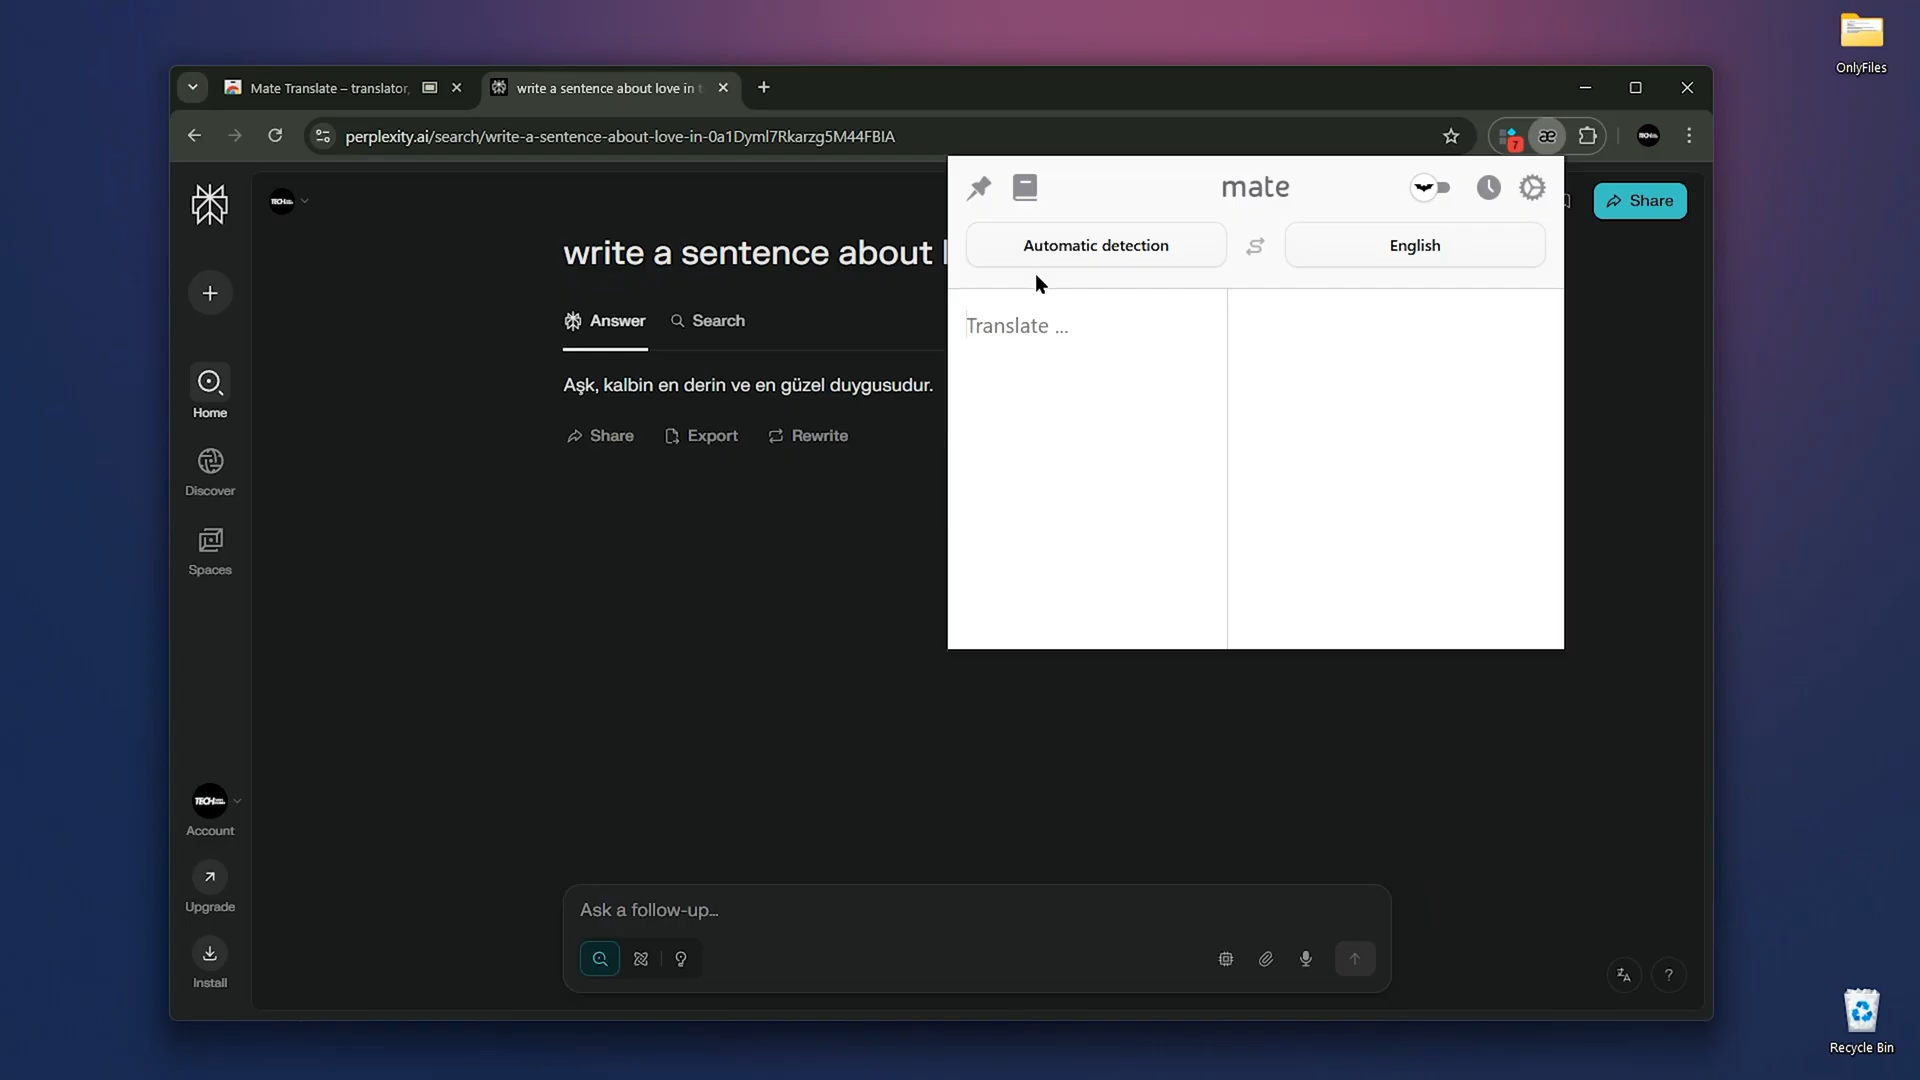 OnlyFiles
Mate Translate – translator,
write a sentence about love in t
perplexity.ai/search/write-a-sentence-about-love-in-0a1Dyml7Rkarzg5M44FBIA
7
æ
mate
Share
Automatic detection
English
write a sentence about
Answer
Search
Translate ...
Aşk, kalbin en derin ve en güzel duygusudur.
Share
Export
Rewrite
Home
Discover
Spaces
TECH
Account
Upgrade
Install
Ask a follow-up...
?
Recycle Bin